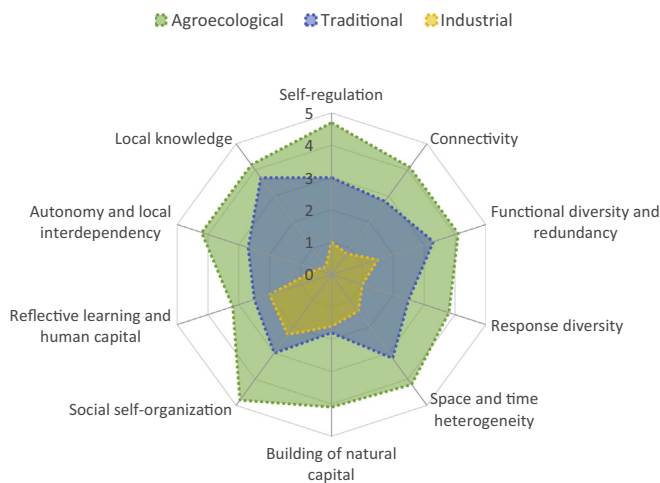 Agroecological Traditional Industrial
Self-regulation
5
4
3
2
1
0
Connectivity
Functional diversity and
redundancy
Response diversity
Space and time
heterogeneity
Building of natural
capital
Social self-organization
Reflective learning and
human capital
Autonomy and local
interdependency
Local knowledge